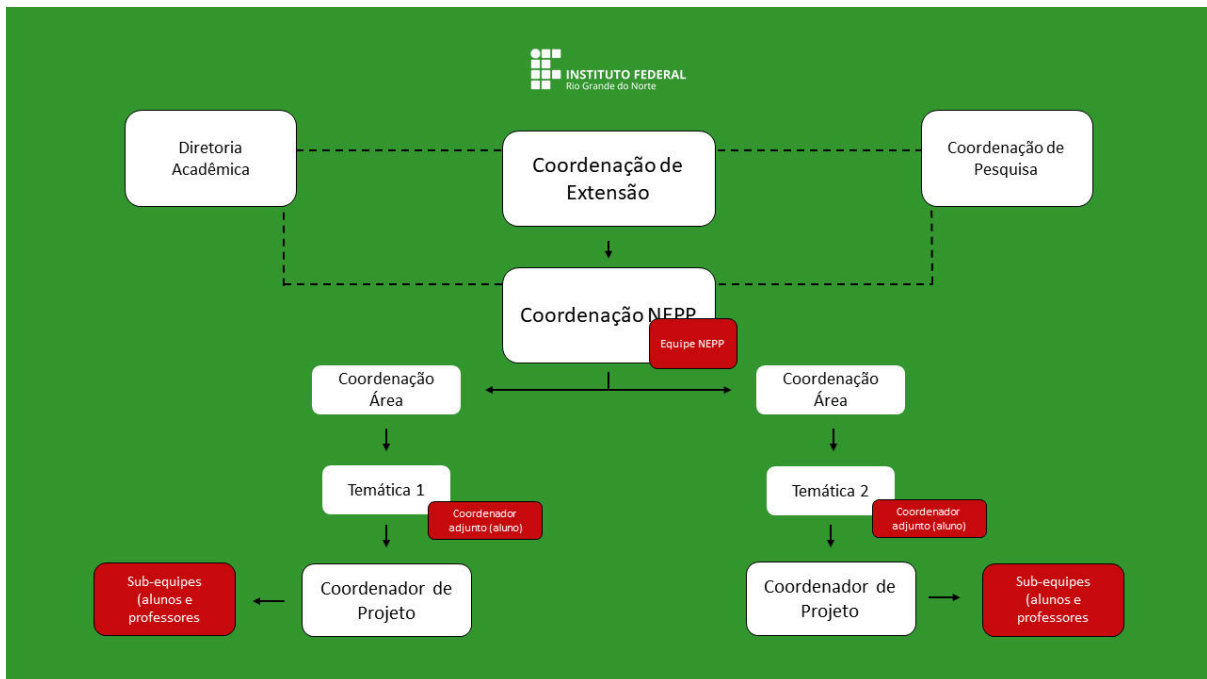 INSTITUTO FEDERAL
Rio Grande do Norte
Diretoria
Acadêmica
Coordenação de
Extensão
Coordenação de
Pesquisa
Coordenação NEPP
Equipe NEPP
Coordenação
Área
Coordenação
Área
Temática 1
Coordenador
adjunto (aluno)
Temática 2
Coordenador
adjunto (aluno)
Sub-equipes
(alunos e
professores
Coordenador de
Projeto
Coordenador de
Projeto
Sub-equipes
(alunos e
professores